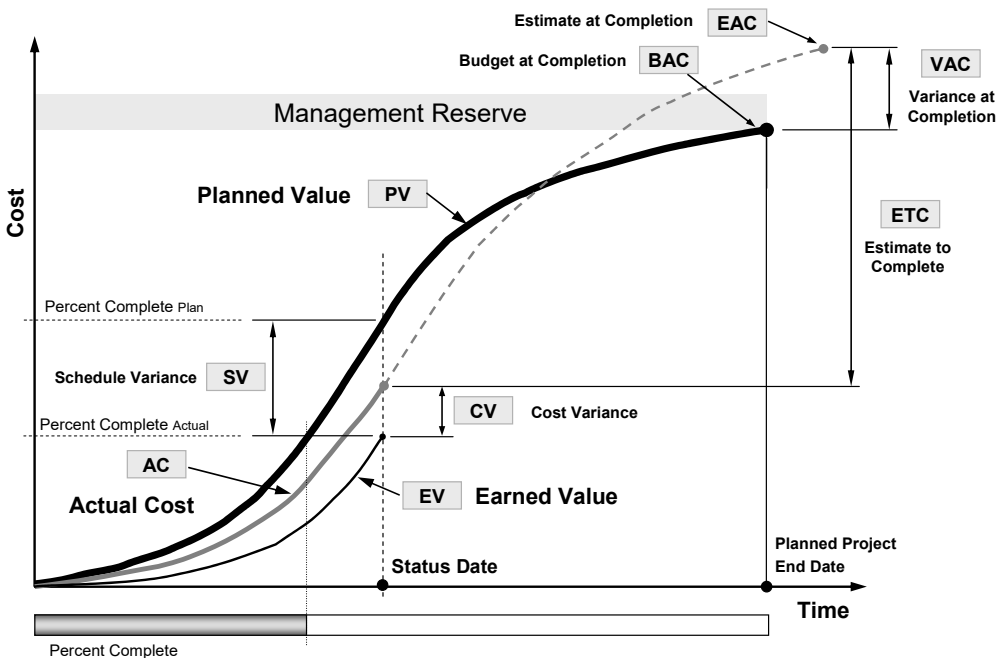 Estimate at Completion EAC
Budget at Completion BAC
VAC
Variance at
Completion
Management Reserve
Planned Value PV
Cost
ETC
Estimate to
Complete
Percent Complete Plan
Schedule Variance SV
CV Cost Variance
Percent Complete Actual
AC
Actual Cost
EV Earned Value
Status Date
Planned Project
End Date
Time
Percent Complete